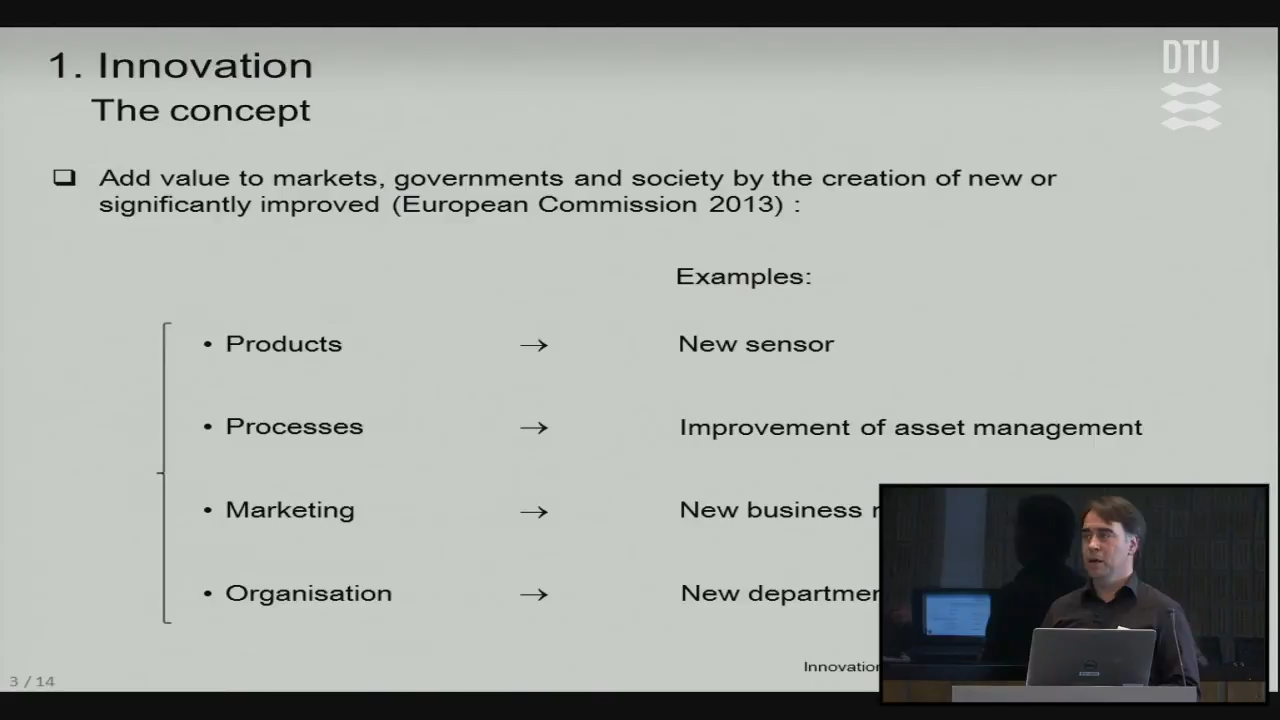 DTU
1. Innovation
The concept
❑ Add value to markets, governments and society by the creation of new or
significantly improved (European Commission 2013) :
Examples:
• Products → New sensor
• Processes → Improvement of asset management
• Marketing → New business
• Organisation → New
Innovation
3 / 14